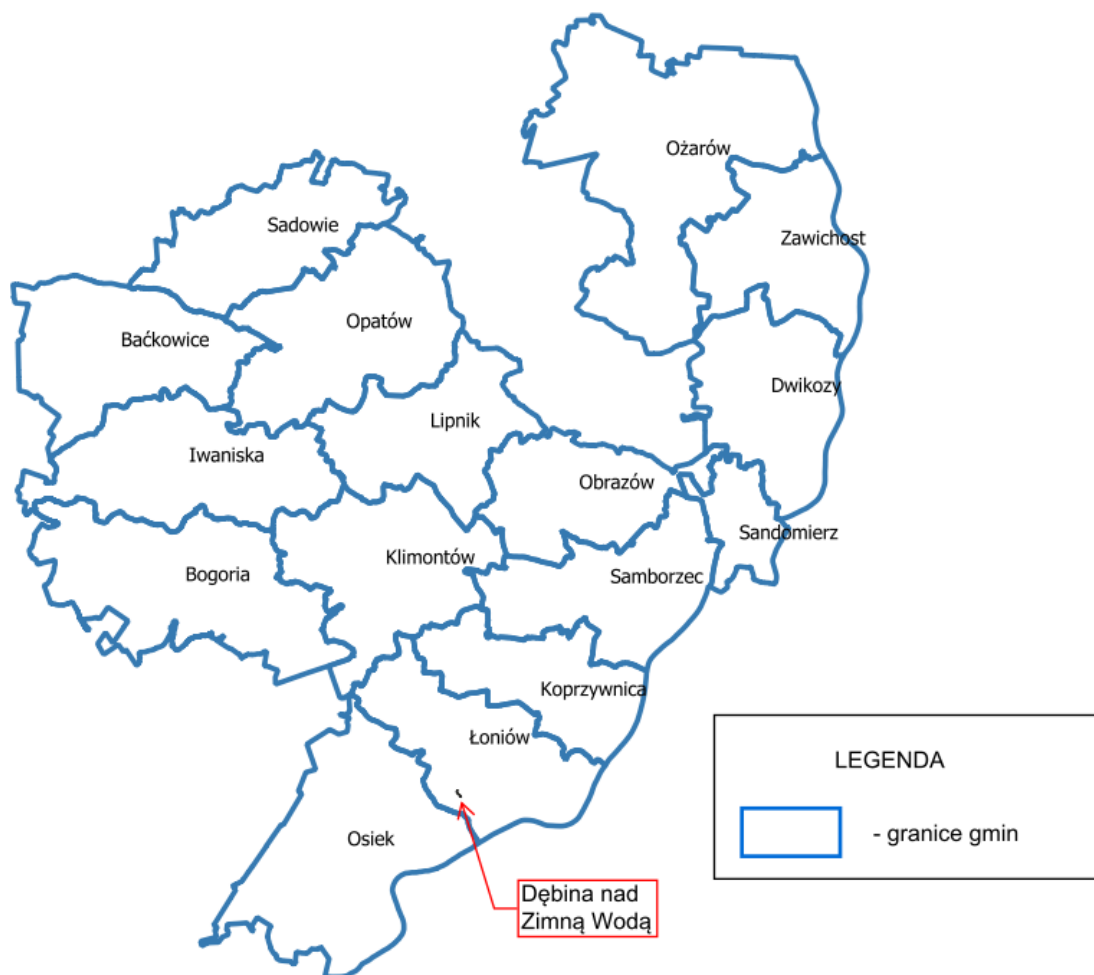 Ożarów
Sadowie
Zawichost
Opatów
Baćkowice
Dwikozy
Lipnik
Iwaniska
Obrazów
Sandomierz
Klimontów
Bogoria
Samborzec
Koprzywnica
Łoniów
LEGENDA
- granice gmin
Osiek
Dębina nad
Zimną Wodą